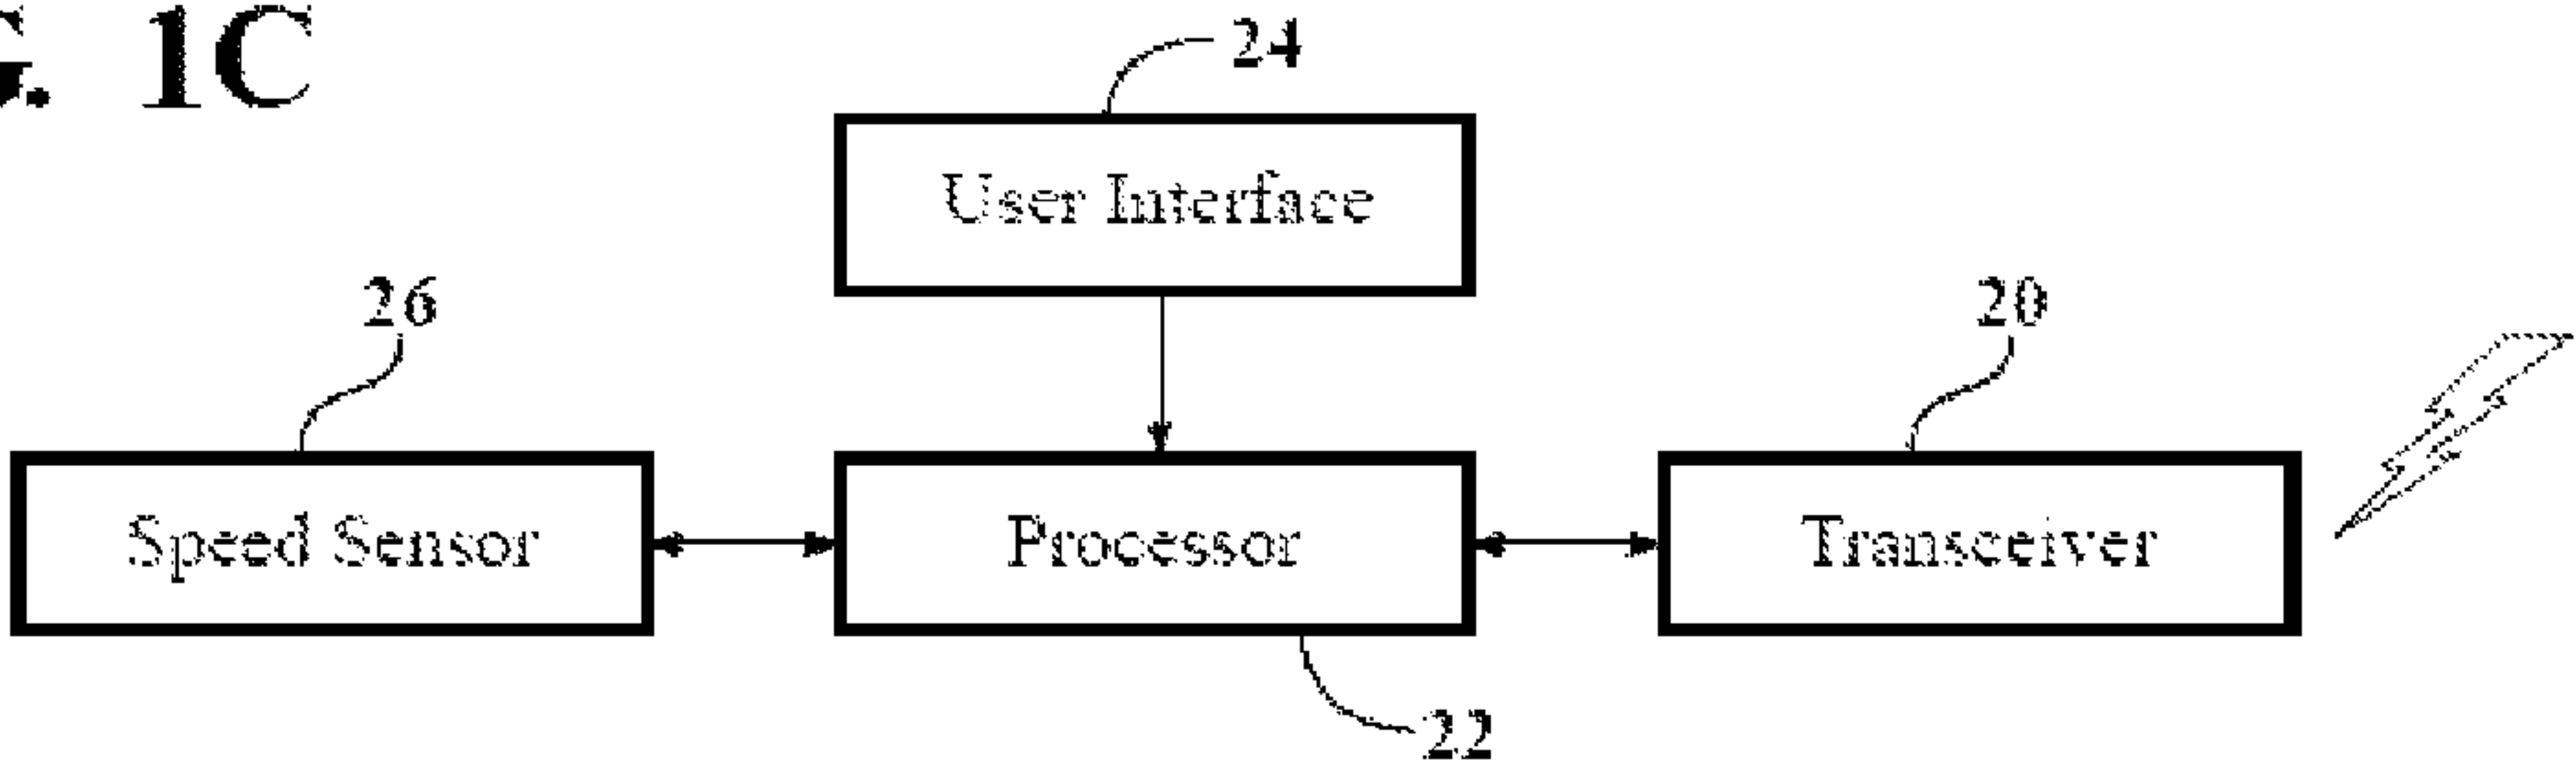 G. 1C
24
User Interface
26
20
Speed Sensor
Processor
Transceiver
22